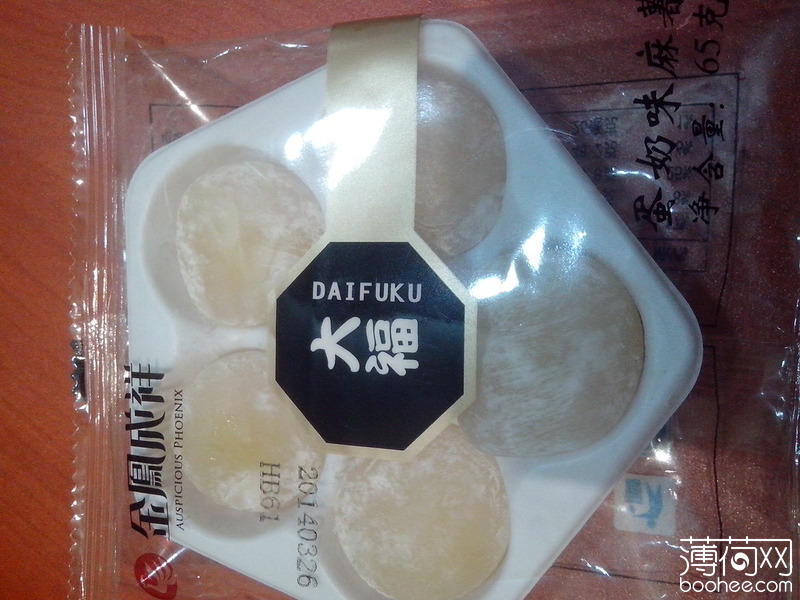 蛋奶味麻薯
净含量:65克
DAIFUKU
大福
金鳳成祥
AUSPICIOUS PHOENIX
20140326
HB61
薄荷网
boohee.com